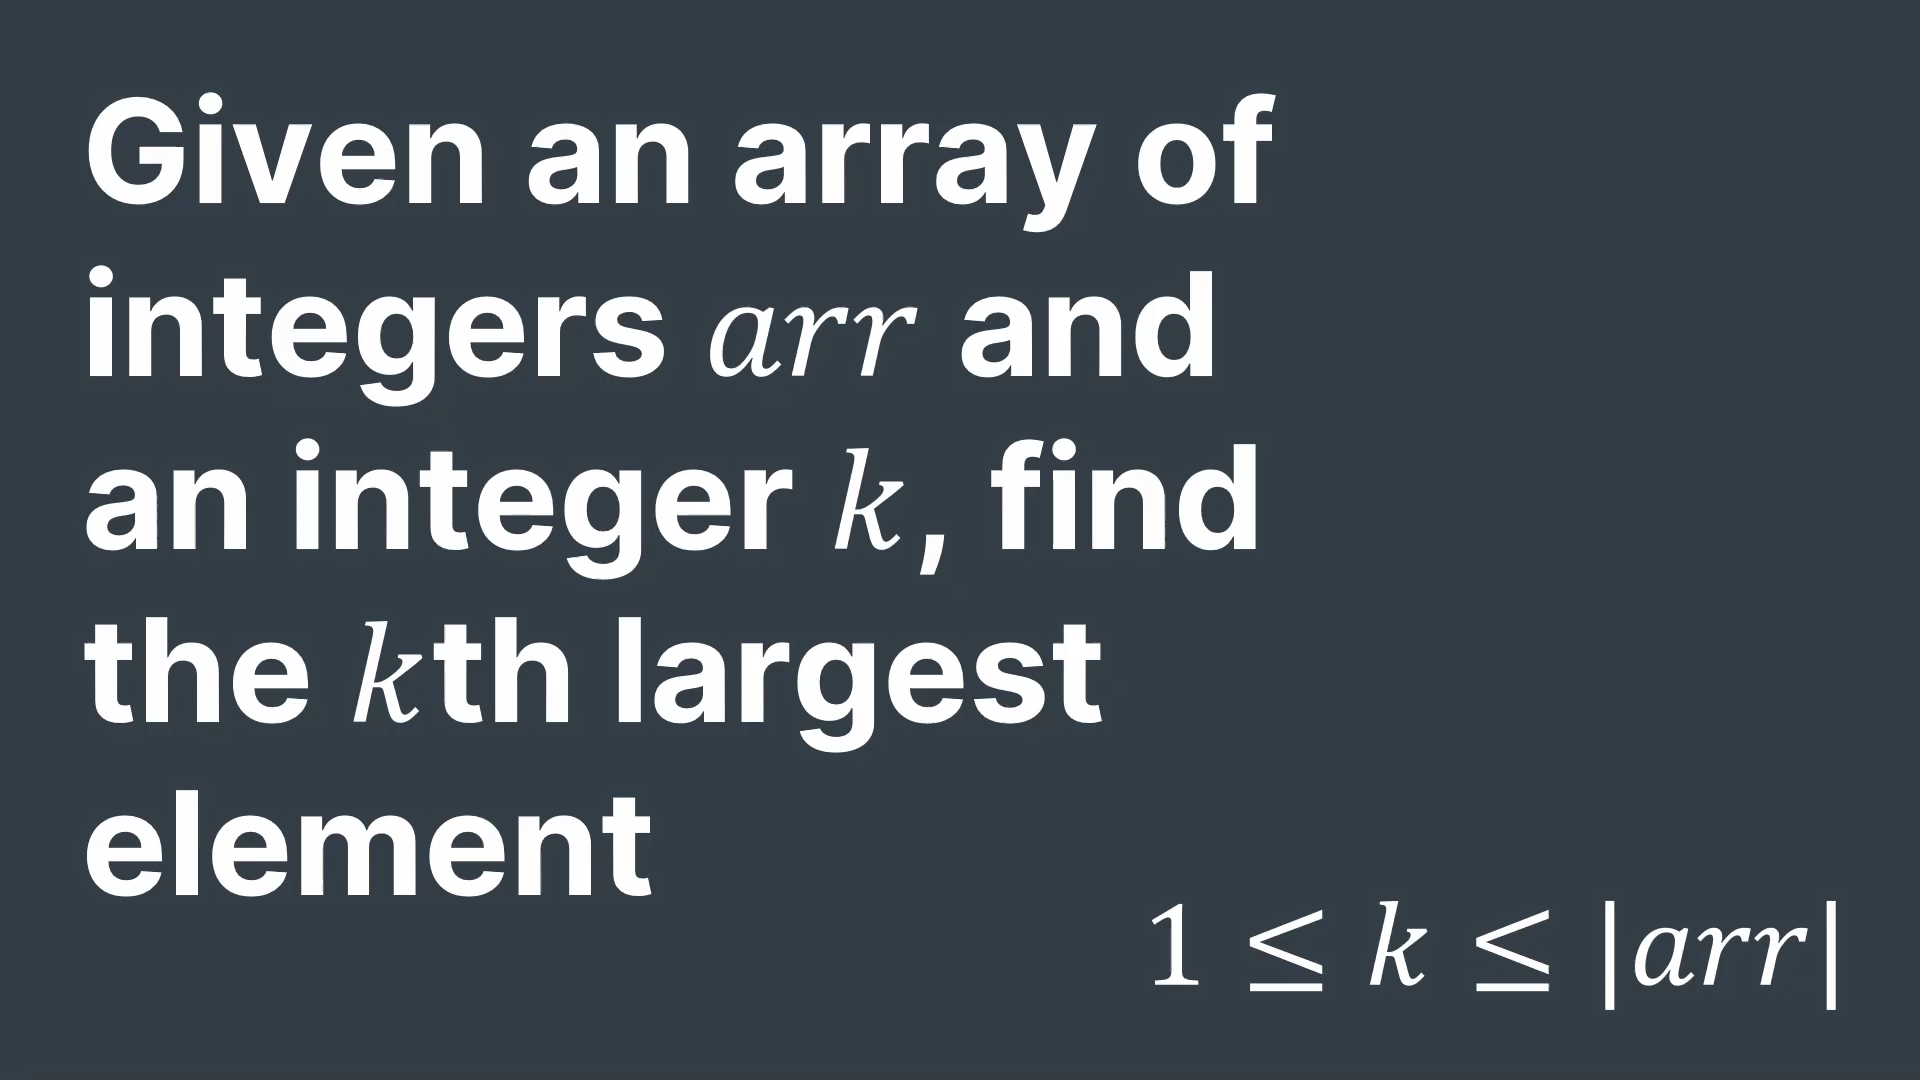 Given an array of
integers arr and
an integer k, find
the kth largest
element
1 ≤ k ≤ |arr|